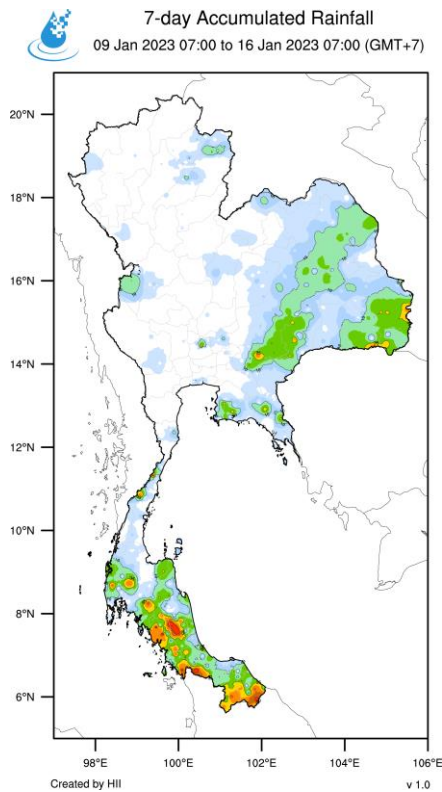 7-day Accumulated Rainfall
09 Jan 2023 07:00 to 16 Jan 2023 07:00 (GMT+7)
20°N
18°N
16°N
14°N
12°N
10°N
8°N
6°N
98°E 100°E 102°E 104°E 106°E
Created by HII v 1.0